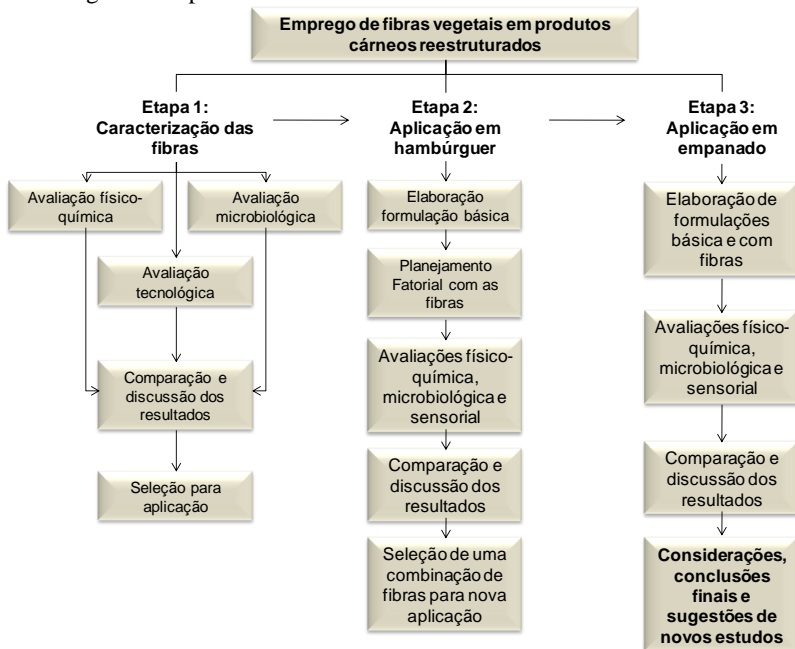 Emprego de fibras vegetais em produtos
cárneos reestruturados
Etapa 1:
Caracterização das
fibras
Avaliação físico-
química
Avaliação
microbiológica
Avaliação
tecnológica
Comparação e
discussão dos
resultados
Seleção para
aplicação
Etapa 2:
Aplicação em
hambúrguer
Elaboração
formulação básica
Planejamento
Fatorial com as
fibras
Avaliações físico-
química,
microbiológica e
sensorial
Comparação e
discussão dos
resultados
Seleção de uma
combinação de
fibras para nova
aplicação
Etapa 3:
Aplicação em
empanado
Elaboração de
formulações
básica e com
fibras
Avaliações físico-
química,
microbiológica e
sensorial
Comparação e
discussão dos
resultados
Considerações,
conclusões
finais e
sugestões de
novos estudos